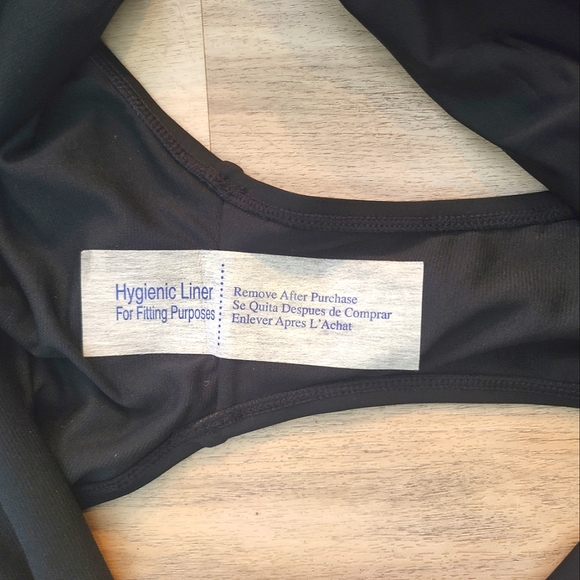 Hygienic Liner
For Fitting Purposes
Remove After Purchase
Se Quita Despues de Comprar
Enlever Apres L'Achat